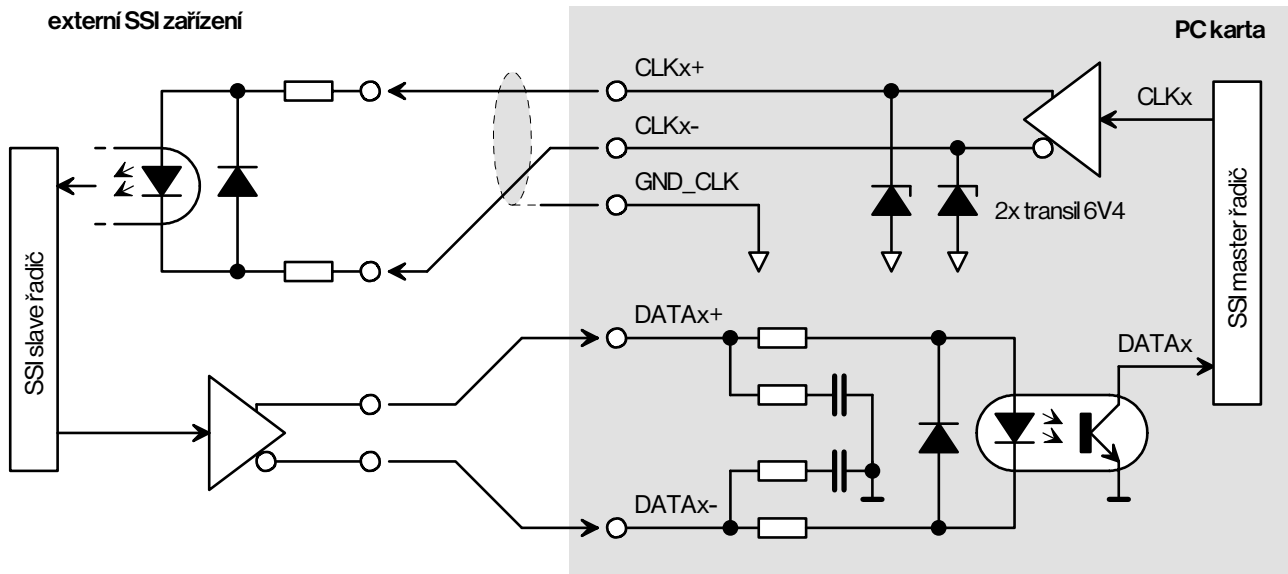 externí SSI zařízení
PC karta
CLKx+
CLKx
CLKx-
GND_CLK
2x transil 6V4
SSI slave řadič
SSI master řadič
DATAx+
DATAx
DATAx-